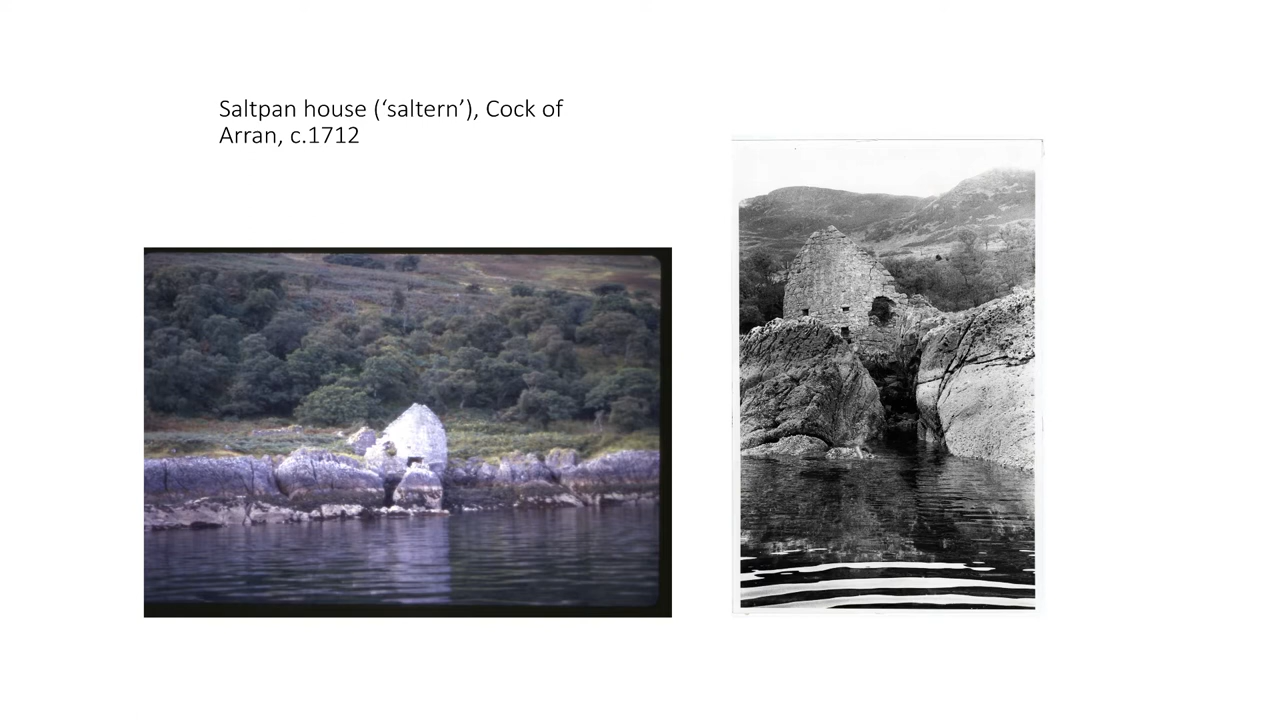 Saltpan house (‘saltern’), Cock of
Arran, c.1712